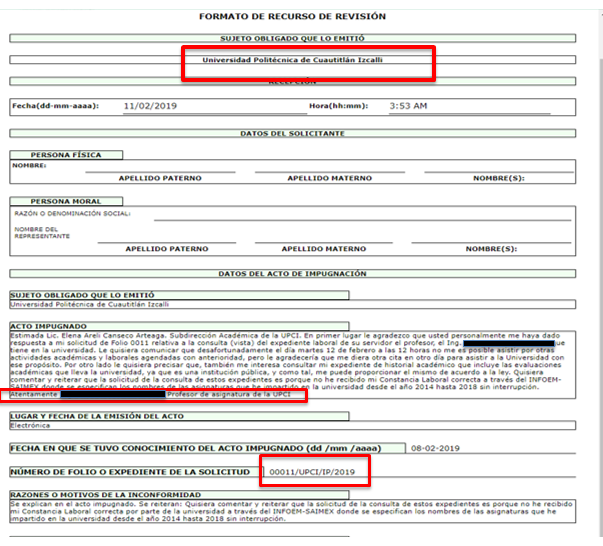 FORMATO DE RECURSO DE REVISIÓN
SUJETO OBLIGADO QUE LO EMITIÓ
Universidad Politécnica de Cuautitlán Izcalli
RECEPCIÓN
Fecha(dd-mm-aaaa): 11/02/2019 Hora(hh:mm): 3:53 AM
DATOS DEL SOLICITANTE
PERSONA FÍSICA
NOMBRE:
APELLIDO PATERNO APELLIDO MATERNO NOMBRE(S):
PERSONA MORAL
RAZÓN O DENOMINACIÓN SOCIAL:
NOMBRE DEL
REPRESENTANTE
APELLIDO PATERNO APELLIDO MATERNO NOMBRE(S):
DATOS DEL ACTO DE IMPUGNACIÓN
SUJETO OBLIGADO QUE LO EMITIÓ
Universidad Politécnica de Cuautitlán Izcalli
ACTO IMPUGNADO
Estimada Lic. Elena Areli Canseco Arteaga. Subdirección Académica de la UPCI. En primer lugar le agradezco que usted personalmente me haya dado
respuesta a mi solicitud de Folio 0011 relativa a la consulta (vista) del expediente laboral de su servidor el profesor, el Ing. que
tiene en la universidad. Le quisiera comunicar que desafortunadamente el día martes 12 de febrero a las 12 horas no me es posible asistir por otras
actividades académicas y laborales agendadas con anterioridad, pero le agradecería que me diera otra cita en otro día para asistir a la Universidad con
ese propósito. Por otro lado le quisiera precisar que, también me interesa consultar mi expediente de historial académico que incluye las evaluaciones
académicas que lleva la universidad, ya que es una institución pública, y como tal, me puede proporcionar el mismo de acuerdo a la ley. Quisiera
comentar y reiterar que la solicitud de la consulta de estos expedientes es porque no he recibido mi Constancia Laboral correcta a través del INFOEM-
SAIMEX donde se especifican los nombres de las asignaturas que he impartido en la universidad desde el año 2014 hasta 2018 sin interrupción.
Atentamente Profesor de asignatura de la UPCI
LUGAR Y FECHA DE LA EMISIÓN DEL ACTO
Electrónica
FECHA EN QUE SE TUVO CONOCIMIENTO DEL ACTO IMPUGNADO (dd /mm /aaaa) 08-02-2019
NÚMERO DE FOLIO O EXPEDIENTE DE LA SOLICITUD 00011/UPCI/IP/2019
RAZONES O MOTIVOS DE LA INCONFORMIDAD
Se explican en el acto impugnado. Se reiteran: Quisiera comentar y reiterar que la solicitud de la consulta de estos expedientes es porque no he recibido
mi Constancia Laboral correcta por parte de la universidad a través del INFOEM-SAIMEX donde se especifican los nombres de las asignaturas que he
impartido en la universidad desde el año 2014 hasta 2018 sin interrupción.